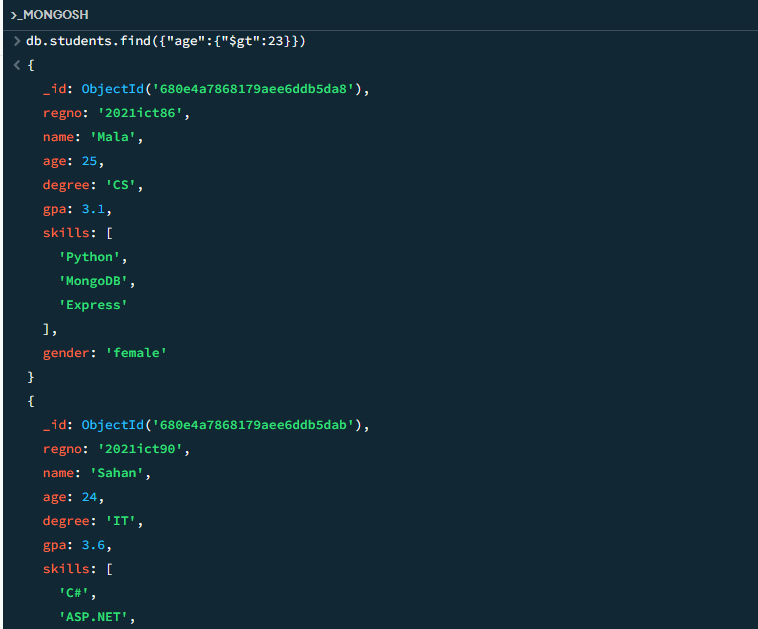 >_MONGOSH
> db.students.find({"age":{"$gt":23}})
< {
_id: ObjectId('680e4a7868179aee6ddb5da8'),
regno: '2021ict86',
name: 'Mala',
age: 25,
degree: 'CS',
gpa: 3.1,
skills: [
'Python',
'MongoDB',
'Express'
],
gender: 'female'
}
{
_id: ObjectId('680e4a7868179aee6ddb5dab'),
regno: '2021ict90',
name: 'Sahan',
age: 24,
degree: 'IT',
gpa: 3.6,
skills: [
'C#',
'ASP.NET',